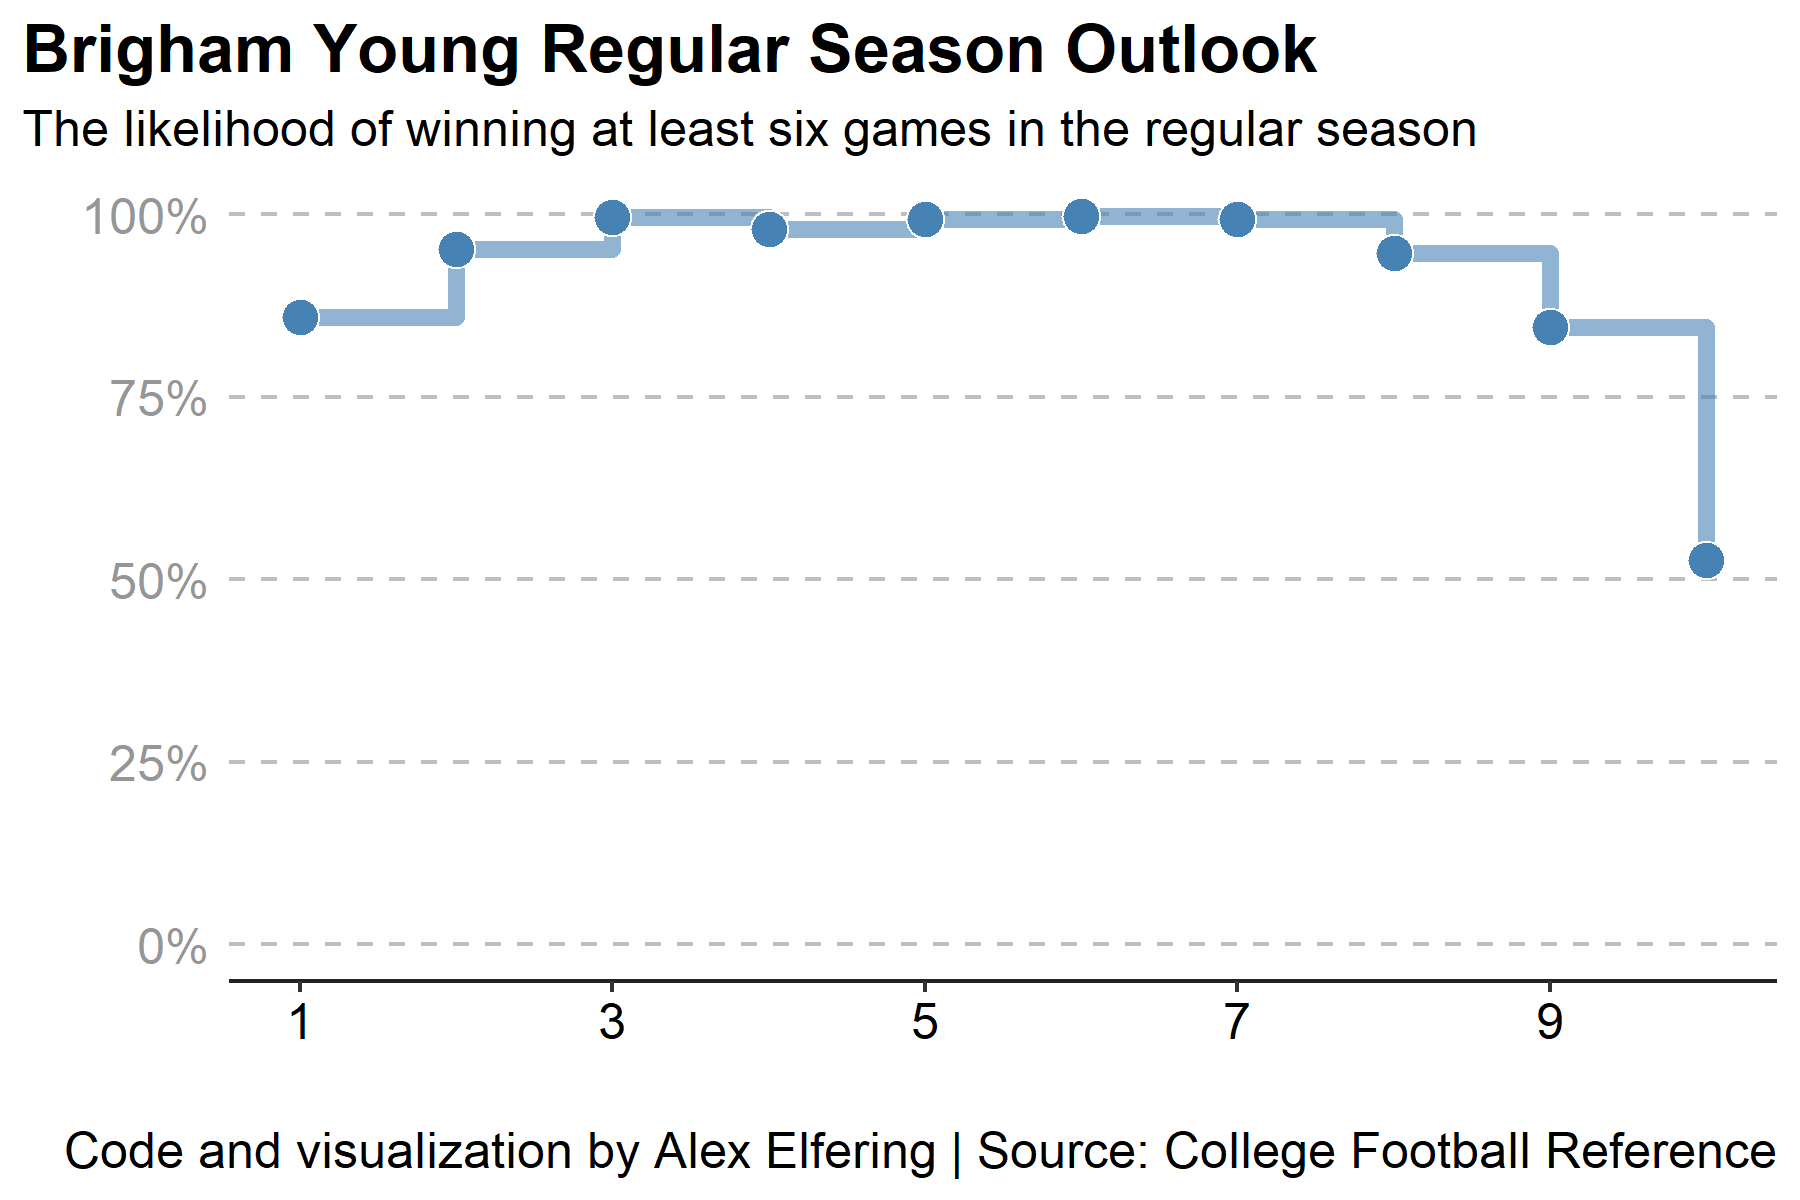 Brigham Young Regular Season Outlook
The likelihood of winning at least six games in the regular season
100%
75%
50%
25%
0%
1 3 5 7 9
Code and visualization by Alex Elfering | Source: College Football Reference